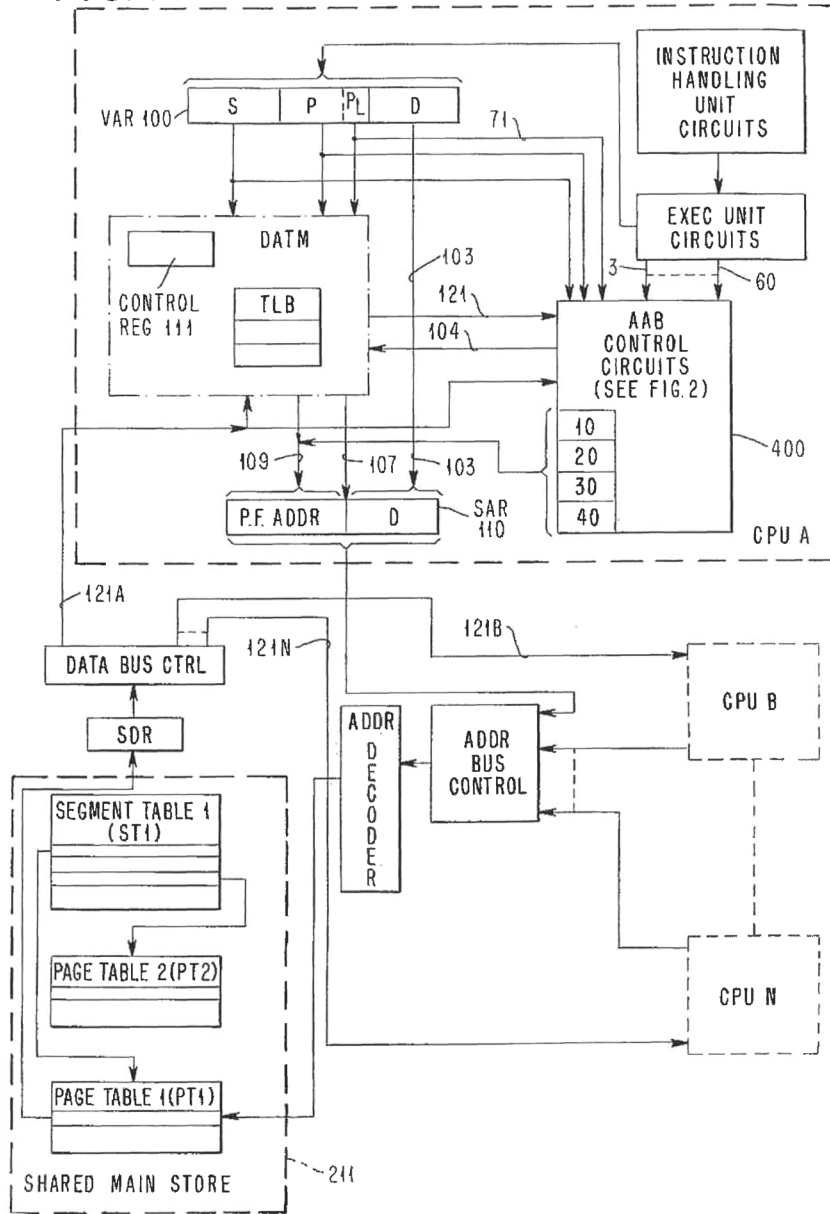 INSTRUCTION
HANDLING
UNIT
CIRCUITS
S P PL D
VAR 100
71
EXEC UNIT
CIRCUITS
DATM
103
3
60
CONTROL
REG 111
TLB
121
104
AAB
CONTROL
CIRCUITS
(SEE FIG.2)
10
20
30
40
400
109
107
103
P.F. ADDR D
SAR
110
CPU A
121A
121N
121B
DATA BUS CTRL
CPU B
SDR
ADDR
DECODER
ADDR
BUS
CONTROL
SEGMENT TABLE 1
(ST1)
PAGE TABLE 2(PT2)
CPU N
PAGE TABLE 1(PT1)
SHARED MAIN STORE
211